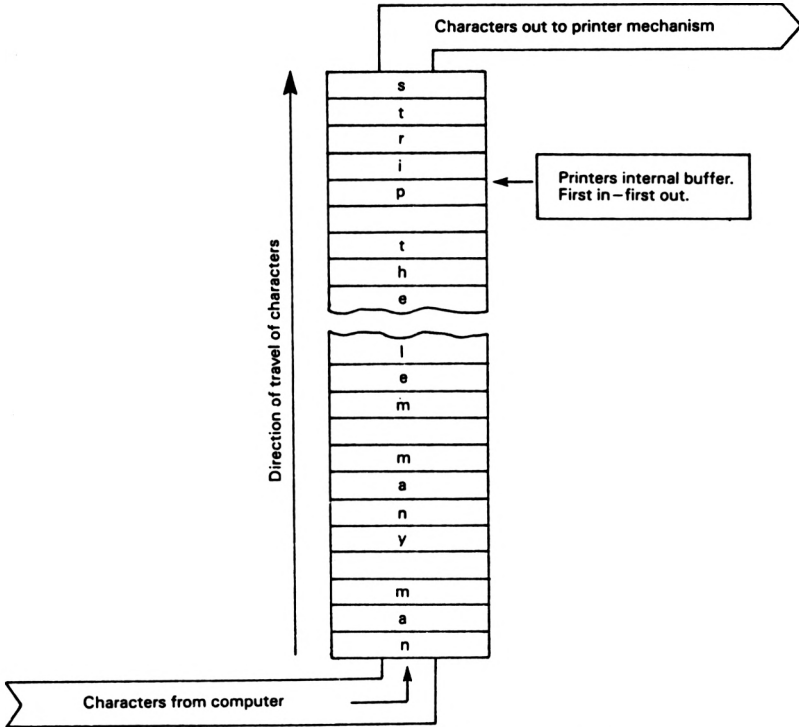 Characters out to printer mechanism
s
t
r
i
p
t
h
e
Printers internal buffer.
First in – first out.
Direction of travel of characters
l
e
m
m
a
n
y
m
a
n
Characters from computer